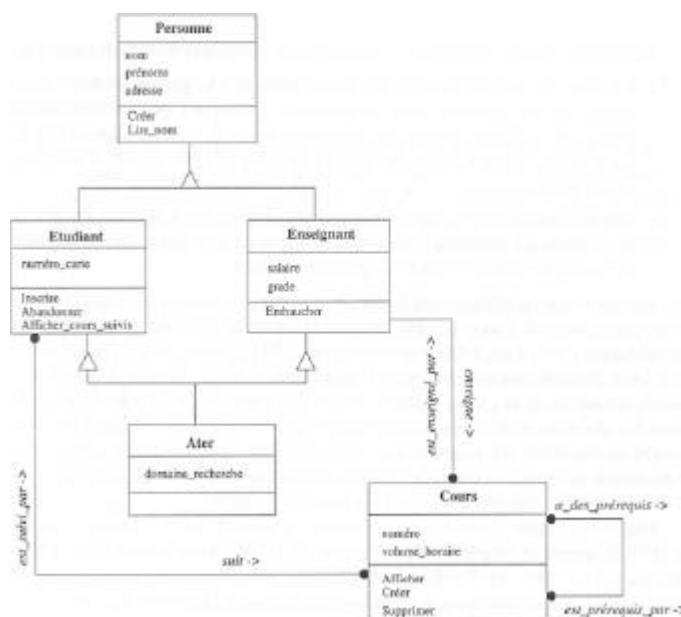 Personne
nom
prénoms
adresse
Créer
Lire_nom
Etudiant
numéro_carte
Inscrire
Abandonner
Afficher_cours_suivis
Enseignant
salaire
grade
Embaucher
est_enseigné_par ->
<- enseigne
Ater
domaine_recherche
est_suivi_par ->
suit ->
Cours
numéro
volume_horaire
Afficher
Créer
Supprimer
a_des_prérequis ->
est_prérequis_par ->